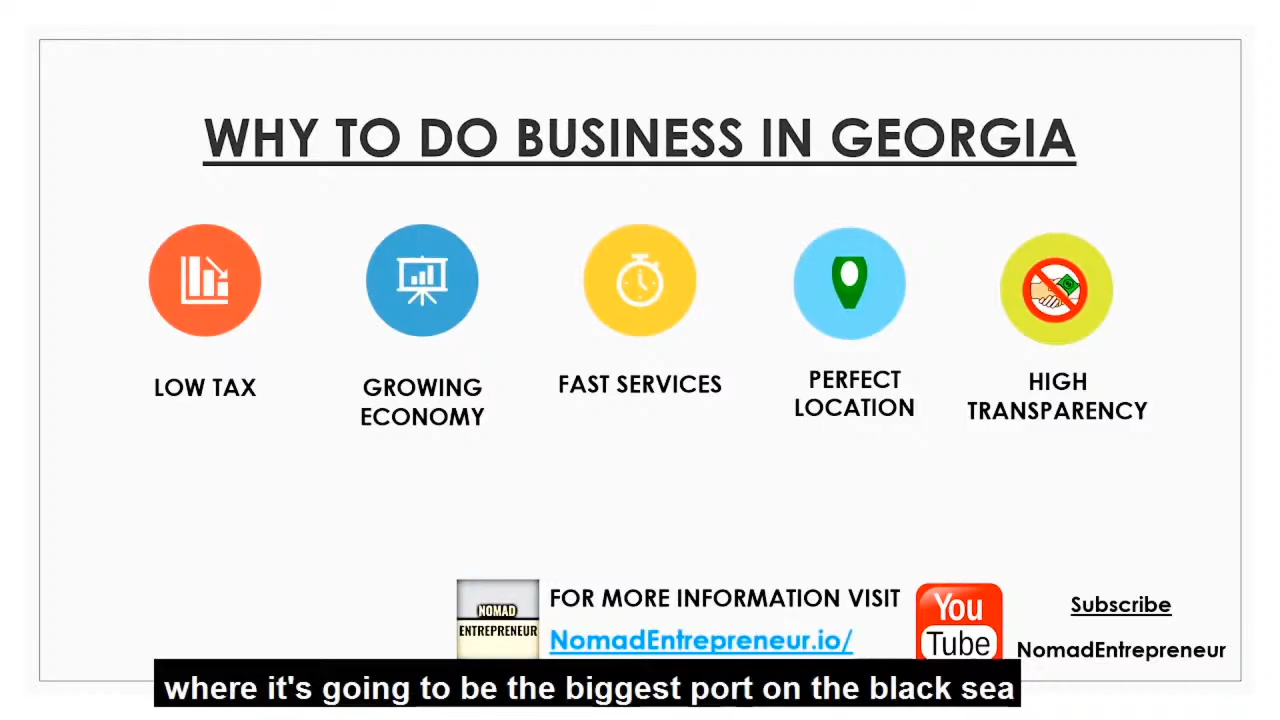 WHY TO DO BUSINESS IN GEORGIA
LOW TAX
GROWING
ECONOMY
FAST SERVICES
PERFECT
LOCATION
HIGH
TRANSPARENCY
NOMAD
ENTREPRENEUR
FOR MORE INFORMATION VISIT
NomadEntrepreneur.io/
You
Tube
Subscribe
NomadEntrepreneur
where it's going to be the biggest port on the black sea